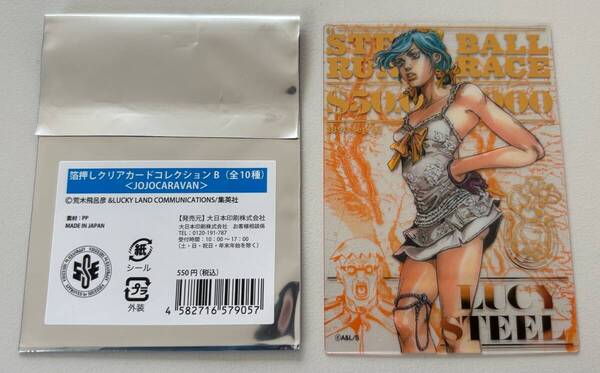 箔押しクリアカードコレクション B（全10種）
＜JOJOCARAVAN＞
©荒木飛呂彦 &LUCKY LAND COMMUNICATIONS/集英社
素材：PP
MADE IN JAPAN
【発売元】大日本印刷株式会社
大日本印刷株式会社　お客様相談係
TEL：0120-191-787
受付時間：10：00～17：00
（土・日・祝日・年末年始を除く）
紙
シール
プラ
外装
550円（税込）
4 582716 579057
STEEL BALL
RUN RACE
$500 000
LUCY
STEEL
©A&L/S